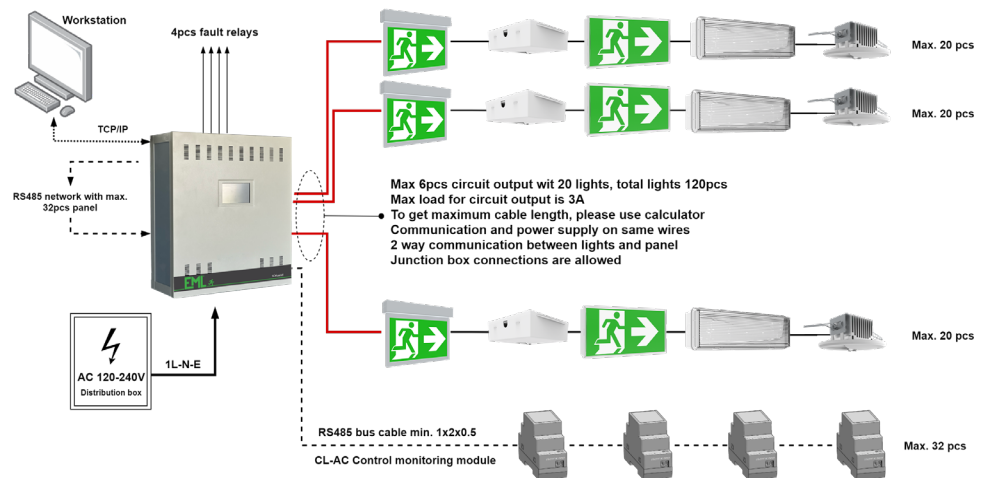 Workstation
4pcs fault relays
Max. 20 pcs
TCP/IP
Max. 20 pcs
RS485 network with max.
32pcs panel
Max 6pcs circuit output wit 20 lights, total lights 120pcs
Max load for circuit output is 3A
To get maximum cable length, please use calculator
Communication and power supply on same wires
2 way communication between lights and panel
Junction box connections are allowed
EML
Max. 20 pcs
1L-N-E
AC 120-240V
Distribution box
RS485 bus cable min. 1x2x0.5
CL-AC Control monitoring module
Max. 32 pcs